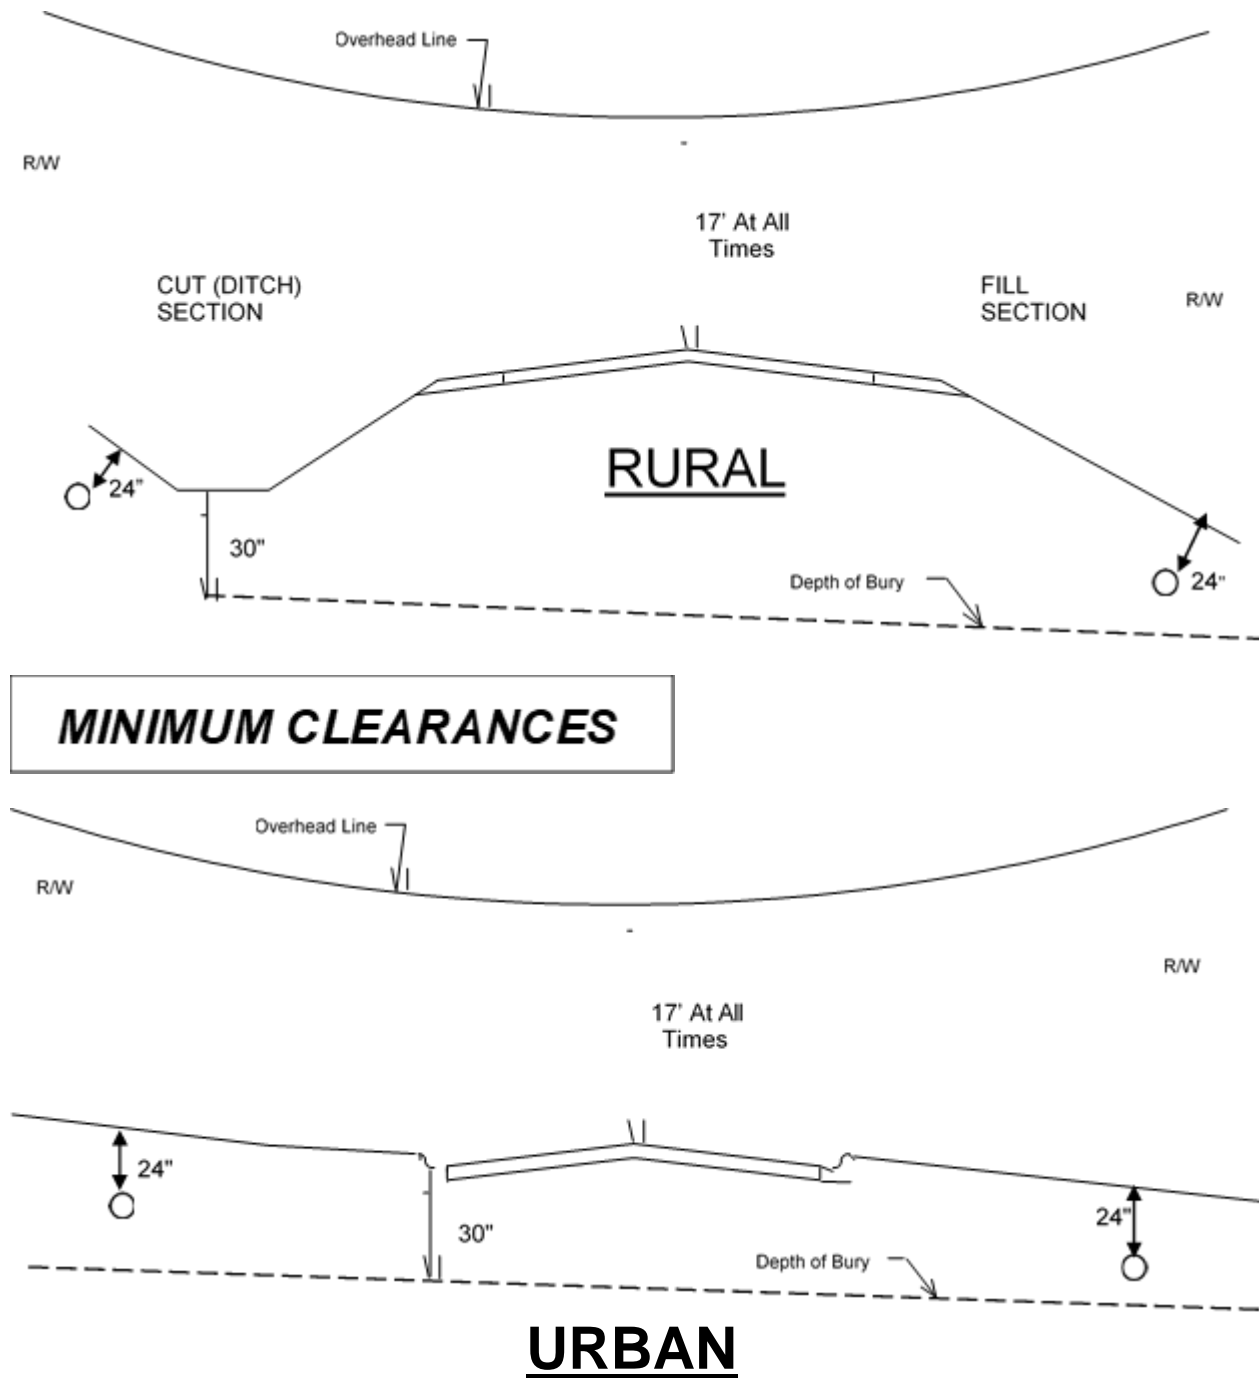 Overhead Line
R/W
17’ At All
Times
CUT (DITCH)
SECTION
FILL
SECTION
R/W
RURAL
24”
30"
Depth of Bury
24"
MINIMUM CLEARANCES
Overhead Line
R/W
R/W
17’ At All
Times
24"
30"
24"
Depth of Bury
URBAN